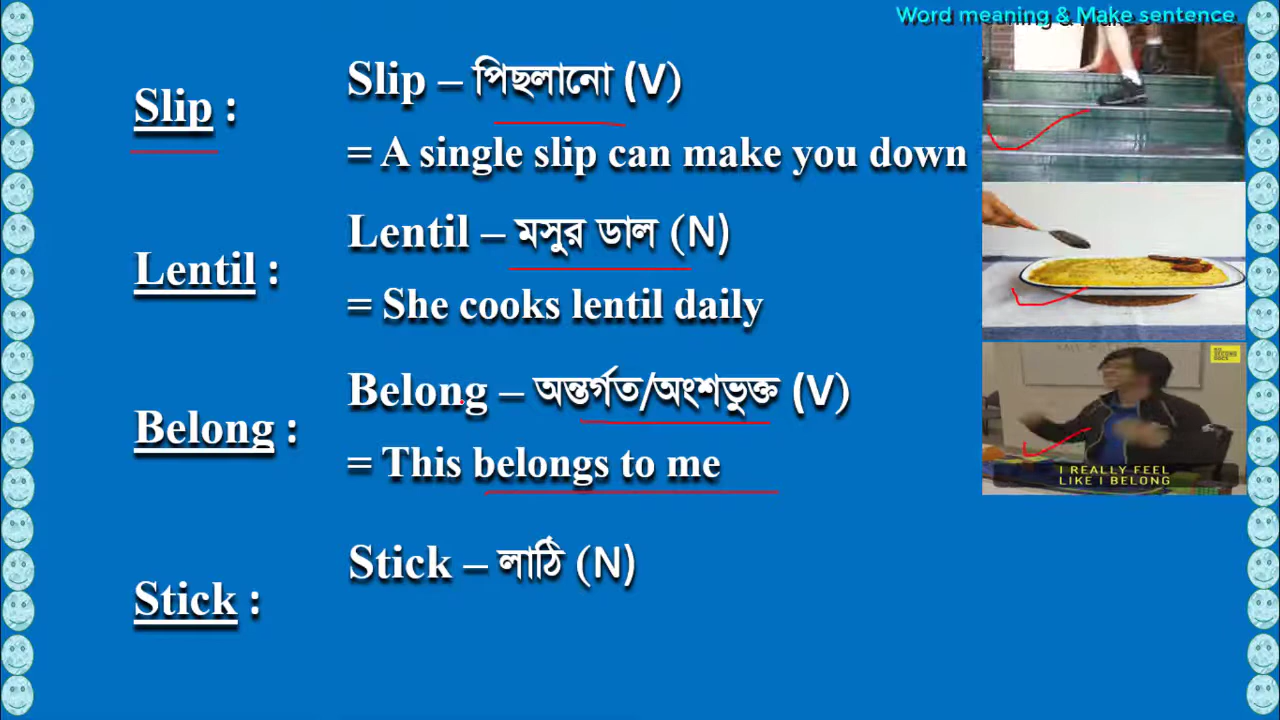 Word meaning & Make sentence
Slip :
Slip – পিছলানো (V)
= A single slip can make you down
Lentil :
Lentil – মসুর ডাল (N)
= She cooks lentil daily
Belong :
Belong – অন্তর্গত/অংশভুক্ত (V)
= This belongs to me
I REALLY FEEL
LIKE I BELONG
Stick :
Stick – লাঠি (N)